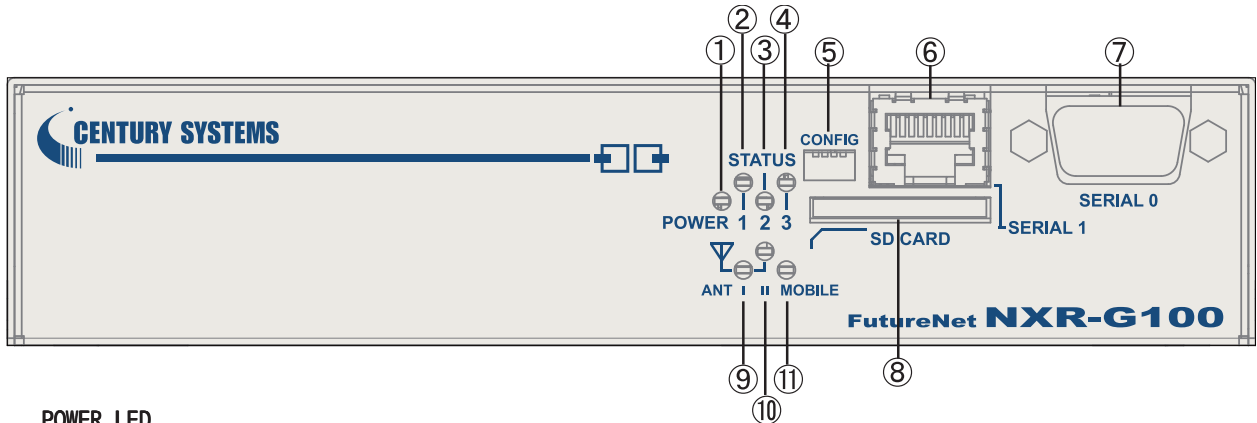 ② ④
① ③ ⑤ ⑥ ⑦
CENTURY SYSTEMS
CONFIG
STATUS
SERIAL 0
POWER 1 2 3
SERIAL 1
SD CARD
ANT I II MOBILE
FutureNet NXR-G100
⑨ ⑪ ⑧
⑩
POWER LED